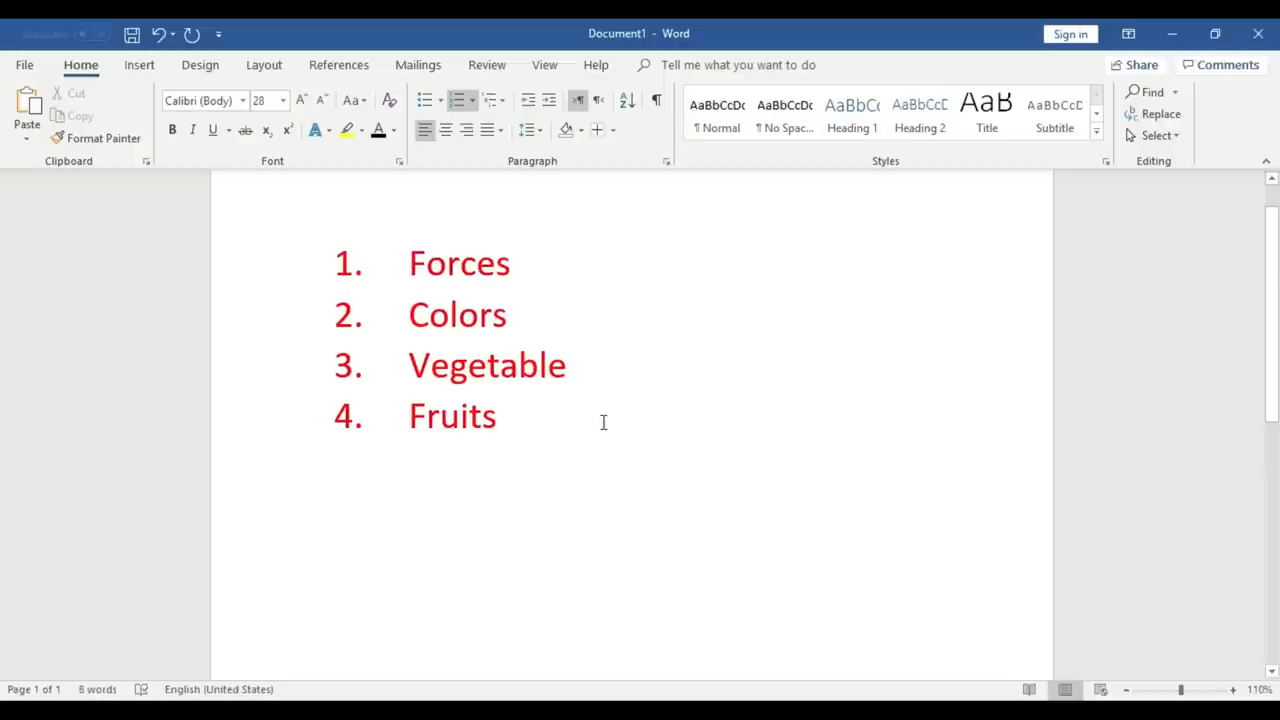 Document1 - Word
Sign in
File Home Insert Design Layout References Mailings Review View Help Tell me what you want to do Share Comments
Paste
Cut
Copy
Format Painter
Clipboard
Calibri (Body) 28
Font
Paragraph
AaBbCcDc AaBbCcDc AaBbCc AaBbCcD AaB AaBbCcD
¶ Normal ¶ No Spac... Heading 1 Heading 2 Title Subtitle
Styles
Find
Replace
Select
Editing
1. Forces
2. Colors
3. Vegetable
4. Fruits
Page 1 of 1 8 words English (United States) 110%